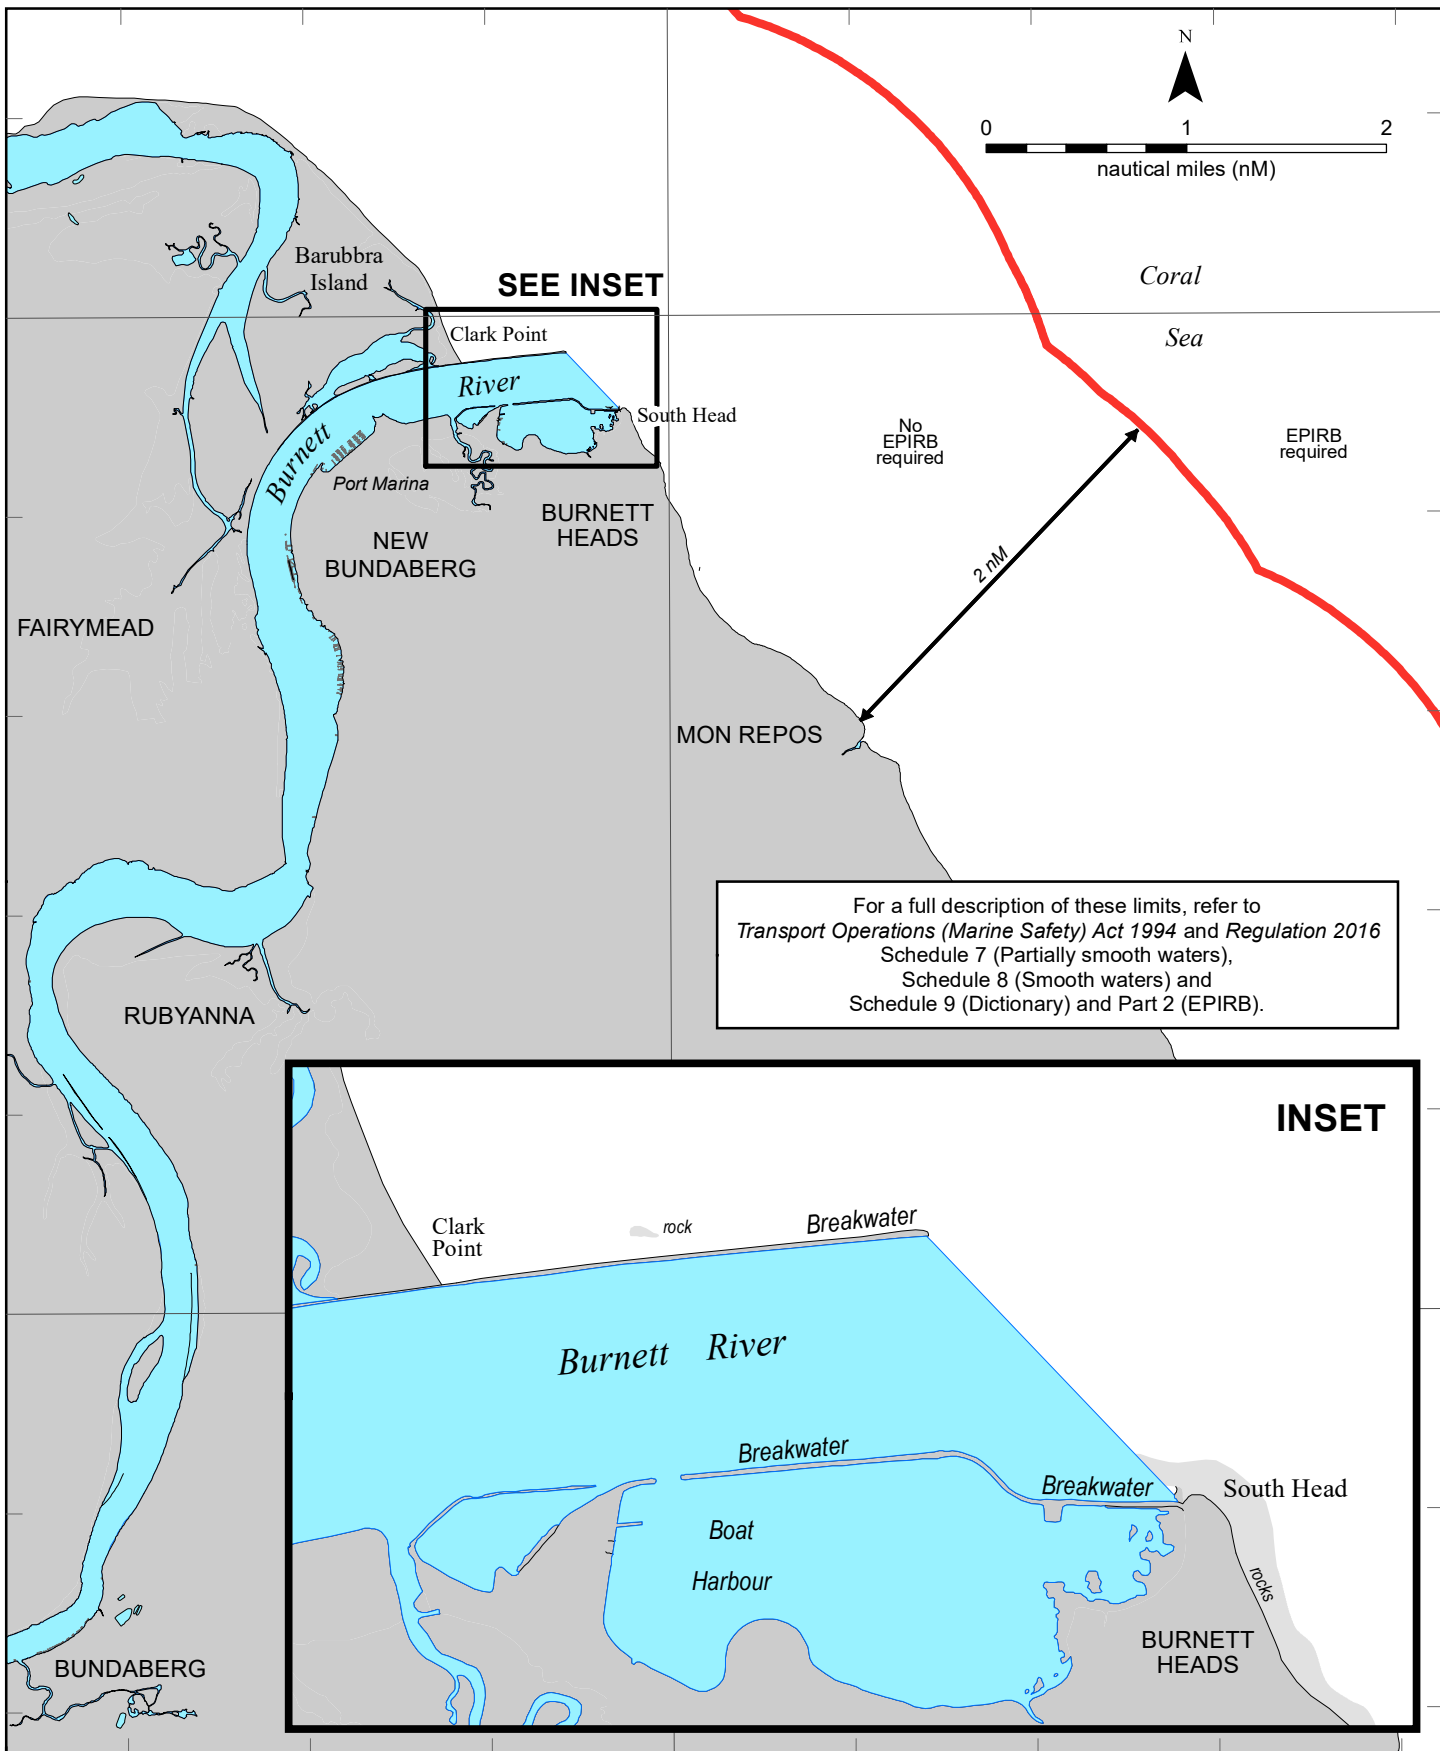 N
0 1 2
nautical miles (nM)
Coral
Sea
Barubbra
Island
SEE INSET
Clark Point
River
South Head
Burnett
Port Marina
No
EPIRB
required
EPIRB
required
BURNETT
HEADS
NEW
BUNDABERG
2 nM
FAIRYMEAD
MON REPOS
For a full description of these limits, refer to
Transport Operations (Marine Safety) Act 1994 and Regulation 2016
Schedule 7 (Partially smooth waters),
Schedule 8 (Smooth waters) and
Schedule 9 (Dictionary) and Part 2 (EPIRB).
RUBYANNA
INSET
Clark
Point
rock
Breakwater
Burnett River
Breakwater
Breakwater
South Head
Boat
Harbour
rocks
BURNETT
HEADS
BUNDABERG